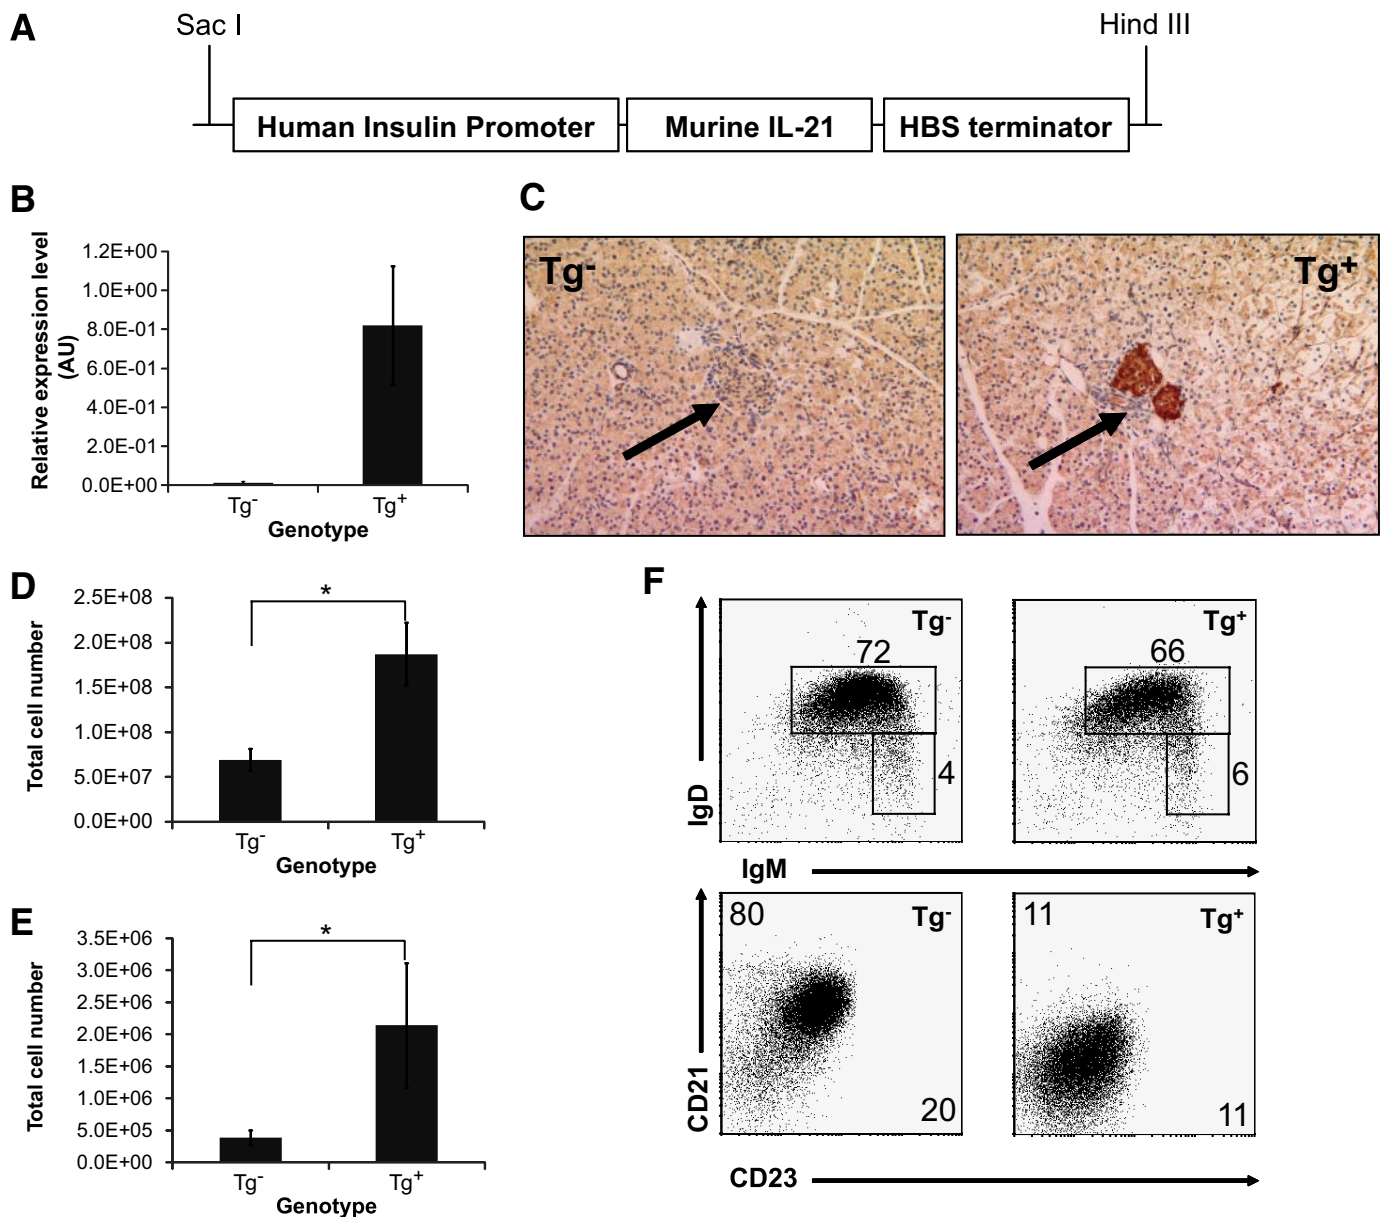 A
Sac I
Hind III
Human Insulin Promoter
Murine IL-21
HBS terminator
B
Relative expression level
(AU)
1.2E+00
1.0E+00
8.0E-01
6.0E-01
4.0E-01
2.0E-01
0.0E+00
Tg-
Tg+
Genotype
C
Tg-
Tg+
D
Total cell number
2.5E+08
2.0E+08
1.5E+08
1.0E+08
5.0E+07
0.0E+00
*
Tg-
Tg+
Genotype
E
Total cell number
3.5E+06
3.0E+06
2.5E+06
2.0E+06
1.5E+06
1.0E+06
5.0E+05
0.0E+00
*
Tg-
Tg+
Genotype
F
Tg-
72
4
Tg+
66
6
IgD
IgM
80
Tg-
20
11
Tg+
11
CD21
CD23